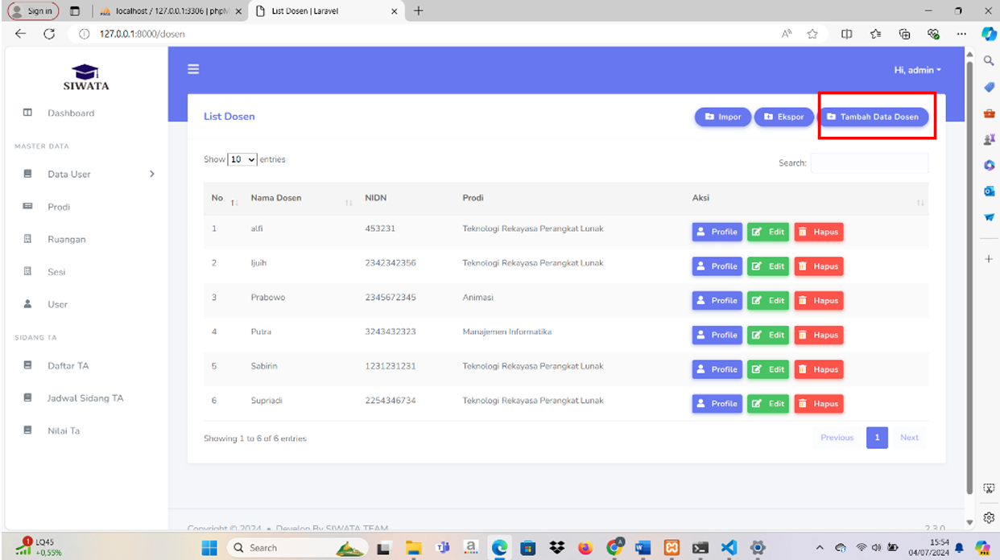 Sign in
localhost / 127.0.0.1:3306 | phpM
List Dosen | Laravel
127.0.0.1:8000/dosen
SIWATA
Hi, admin
Dashboard
MASTER DATA
Data User
Prodi
Ruangan
Sesi
User
SIDANG TA
Daftar TA
Jadwal Sidang TA
Nilai Ta
List Dosen
Impor
Ekspor
Tambah Data Dosen
Show 10 entries
Search:
No Nama Dosen NIDN Prodi Aksi
1 alfi 453231 Teknologi Rekayasa Perangkat Lunak Profile Edit Hapus
2 Ijuih 2342342356 Teknologi Rekayasa Perangkat Lunak Profile Edit Hapus
3 Prabowo 2345672345 Animasi Profile Edit Hapus
4 Putra 3243432323 Manajemen Informatika Profile Edit Hapus
5 Sabirin 1231231231 Teknologi Rekayasa Perangkat Lunak Profile Edit Hapus
6 Supriadi 2254346734 Teknologi Rekayasa Perangkat Lunak Profile Edit Hapus
Showing 1 to 6 of 6 entries
Previous 1 Next
Copyright © 2024 • Develop By SIWATA TEAM
2.3.0
1
LQ45
+0,55%
Search
15:54
04/07/2024